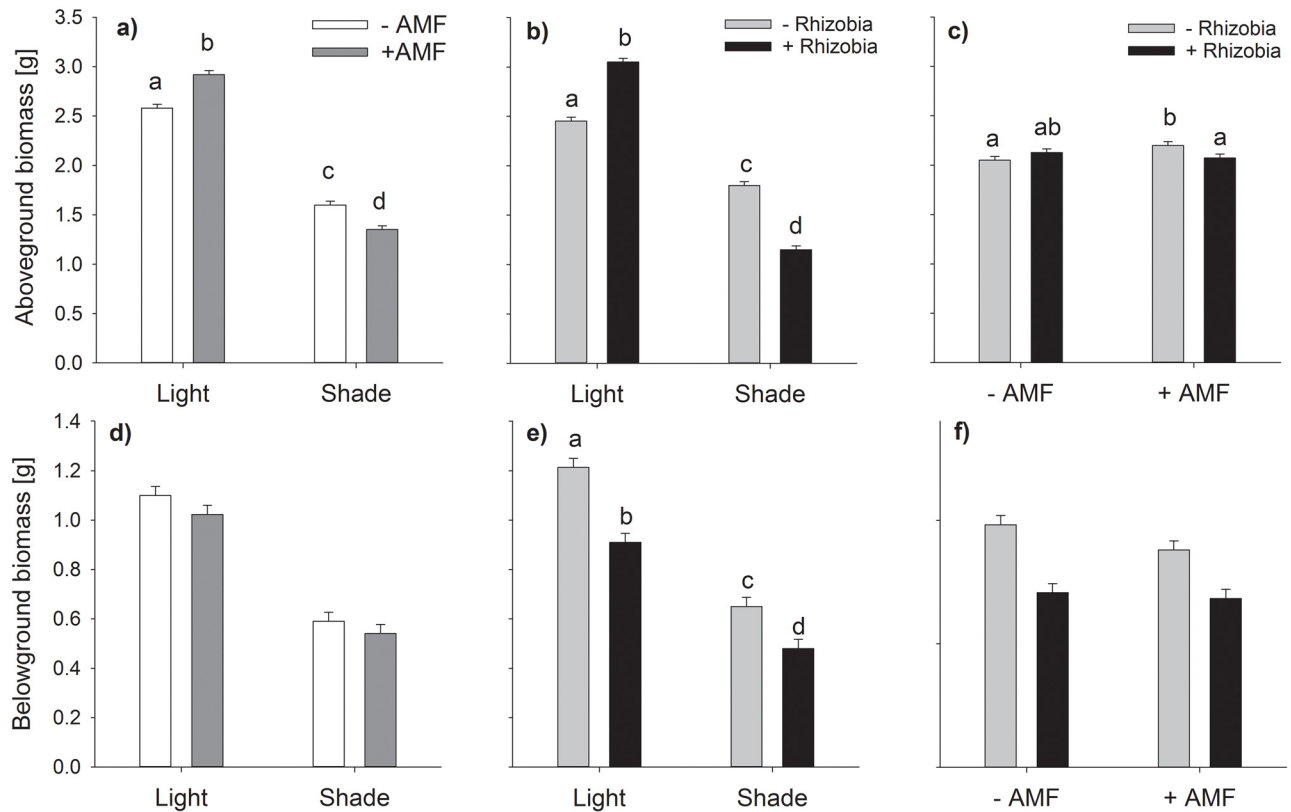 a)
- AMF
+AMF
b)
- Rhizobia
+ Rhizobia
c)
- Rhizobia
+ Rhizobia
Aboveground biomass [g]
3.5
3.0
2.5
2.0
1.5
1.0
0.5
0.0
a
b
c
d
a
b
c
d
a
ab
b
a
Light
Shade
Light
Shade
- AMF
+ AMF
d)
e)
f)
Belowground biomass [g]
1.4
1.2
1.0
0.8
0.6
0.4
0.2
0.0
a
b
c
d
Light
Shade
Light
Shade
- AMF
+ AMF